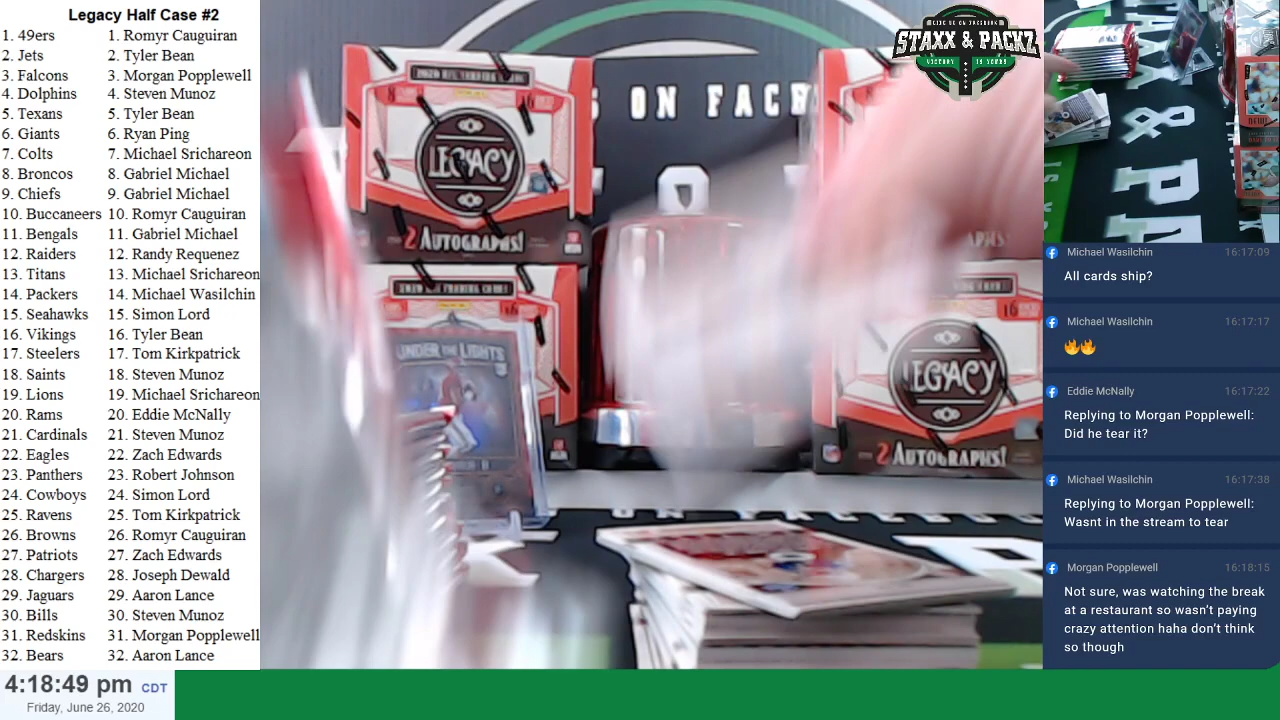 Legacy Half Case #2
1. 49ers 1. Romyr Cauguiran
2. Jets 2. Tyler Bean
3. Falcons 3. Morgan Popplewell
4. Dolphins 4. Steven Munoz
5. Texans 5. Tyler Bean
6. Giants 6. Ryan Ping
7. Colts 7. Michael Srichareon
8. Broncos 8. Gabriel Michael
9. Chiefs 9. Gabriel Michael
10. Buccaneers 10. Romyr Cauguiran
11. Bengals 11. Gabriel Michael
12. Raiders 12. Randy Requenez
13. Titans 13. Michael Srichareon
14. Packers 14. Michael Wasilchin
15. Seahawks 15. Simon Lord
16. Vikings 16. Tyler Bean
17. Steelers 17. Tom Kirkpatrick
18. Saints 18. Steven Munoz
19. Lions 19. Michael Srichareon
20. Rams 20. Eddie McNally
21. Cardinals 21. Steven Munoz
22. Eagles 22. Zach Edwards
23. Panthers 23. Robert Johnson
24. Cowboys 24. Simon Lord
25. Ravens 25. Tom Kirkpatrick
26. Browns 26. Romyr Cauguiran
27. Patriots 27. Zach Edwards
28. Chargers 28. Joseph Dewald
29. Jaguars 29. Aaron Lance
30. Bills 30. Steven Munoz
31. Redskins 31. Morgan Popplewell
32. Bears 32. Aaron Lance
4:18:49 pm CDT
Friday, June 26, 2020
LEGACY
2 AUTOGRAPHS!
ON FACE
STAXX & PACKZ
UNDER THE LIGHTS
LEGACY
2 AUTOGRAPHS!
Michael Wasilchin 16:17:09
All cards ship?
Michael Wasilchin 16:17:17
🔥🔥
Eddie McNally 16:17:22
Replying to Morgan Popplewell:
Did he tear it?
Michael Wasilchin 16:17:38
Replying to Morgan Popplewell:
Wasnt in the stream to tear
Morgan Popplewell 16:18:15
Not sure, was watching the break
at a restaurant so wasn't paying
crazy attention haha don't think
so though